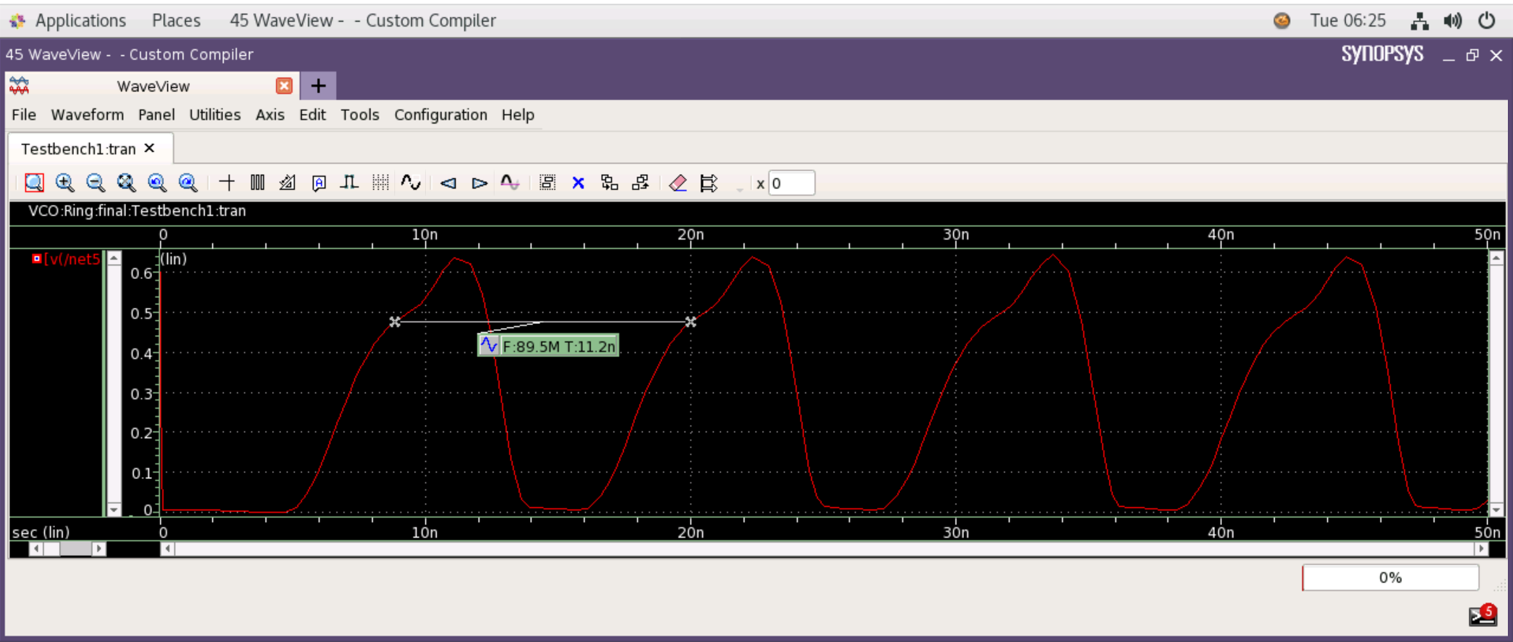 Applications Places 45 WaveView - - Custom Compiler Tue 06:25
45 WaveView - - Custom Compiler SYNOPSYS
WaveView
File Waveform Panel Utilities Axis Edit Tools Configuration Help
Testbench1:tran
x 0
VCO:Ring:final:Testbench1:tran
0 10n 20n 30n 40n 50n
[v(/net5 (lin)
0.6
0.5
F:89.5M T:11.2n
0.4
0.3
0.2
0.1
0
sec (lin) 0 10n 20n 30n 40n 50n
0%
5